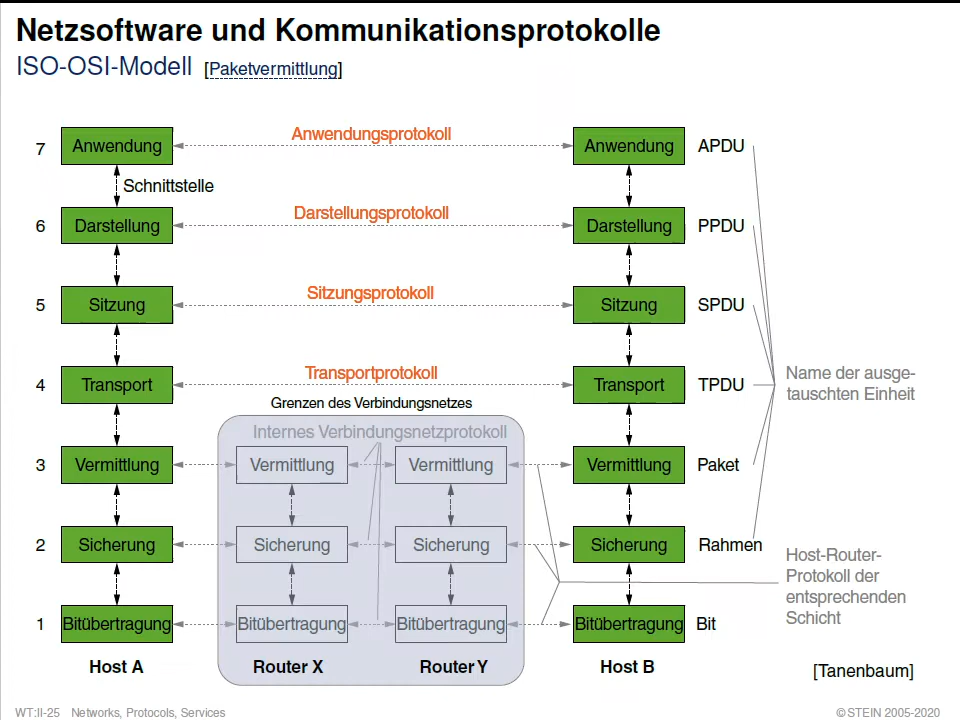 Netzsoftware und Kommunikationsprotokolle
ISO-OSI-Modell [Paketvermittlung]
7 Anwendung Anwendungsprotokoll Anwendung APDU
Schnittstelle
6 Darstellung Darstellungsprotokoll Darstellung PPDU
5 Sitzung Sitzungsprotokoll Sitzung SPDU
4 Transport Transportprotokoll Transport TPDU
Name der ausge-
tauschten Einheit
Grenzen des Verbindungsnetzes
Internes Verbindungsnetzprotokoll
3 Vermittlung Vermittlung Vermittlung Vermittlung Paket
2 Sicherung Sicherung Sicherung Sicherung Rahmen
Host-Router-
Protokoll der
entsprechenden
Schicht
1 Bitübertragung Bitübertragung Bitübertragung Bitübertragung Bit
Host A Router X Router Y Host B
[Tanenbaum]
WT:II-25 Networks, Protocols, Services ©STEIN 2005-2020